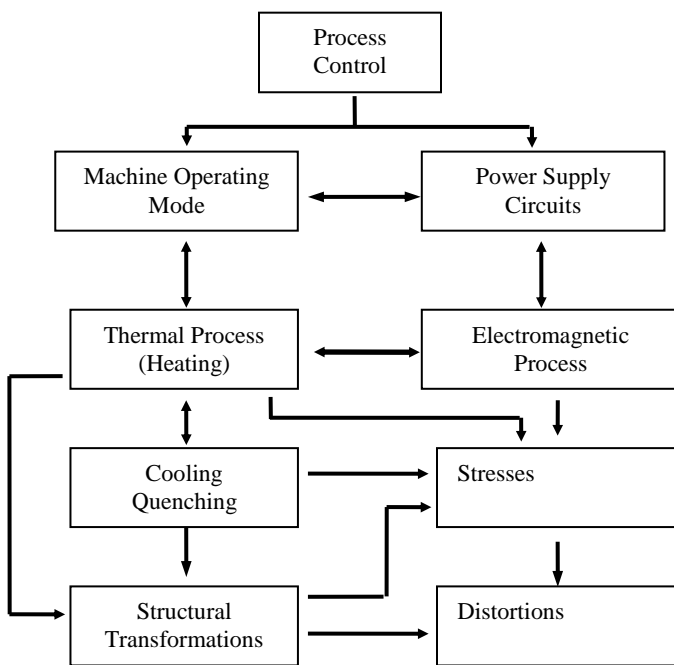 Process
Control
Machine Operating
Mode
Power Supply
Circuits
Thermal Process
(Heating)
Electromagnetic
Process
Cooling
Quenching
Stresses
Structural
Transformations
Distortions